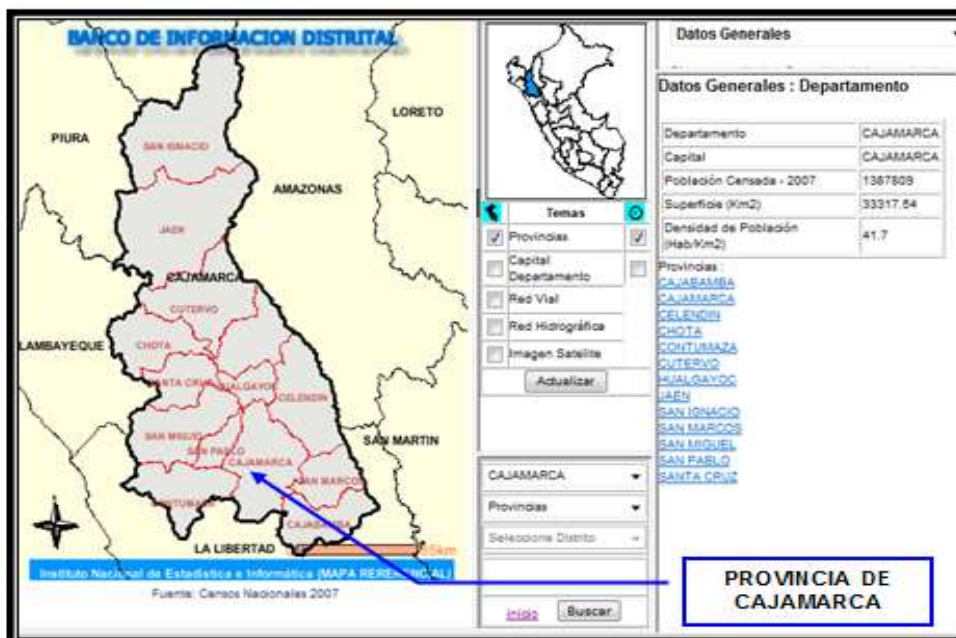 BANCO DE INFORMACION DISTRITAL
LORETO
PIURA
SAN IGNACIO
AMAZONAS
JAEN
CAJAMARCA
CUTERVO
LAMBAYEQUE
CHOTA
SANTA CRUZ
HUALGAYOC
CELENDIN
SAN MIGUEL
SAN PABLO
SAN MARTIN
CAJAMARCA
SAN MARCOS
CAJABAMBA
LA LIBERTAD
Instituto Nacional de Estadística e Informática (MAPA REFERENCIAL)
Fuente: Censos Nacionales 2007
Temas
Provincias
Capital
Departamento
Red Vial
Red Hidrográfica
Imagen Satelite
Actualizar
CAJAMARCA
Provincias
Seleccione Distrito
inicio Buscar
Datos Generales
Datos Generales : Departamento
Departamento CAJAMARCA
Capital CAJAMARCA
Población Censada - 2007 1387809
Superficie (Km2) 33317.54
Densidad de Población
(Hab/Km2) 41.7
Provincias :
CAJABAMBA
CAJAMARCA
CELENDIN
CHOTA
CONTUMAZA
CUTERVO
HUALGAYOC
JAEN
SAN IGNACIO
SAN MARCOS
SAN MIGUEL
SAN PABLO
SANTA CRUZ
PROVINCIA DE
CAJAMARCA